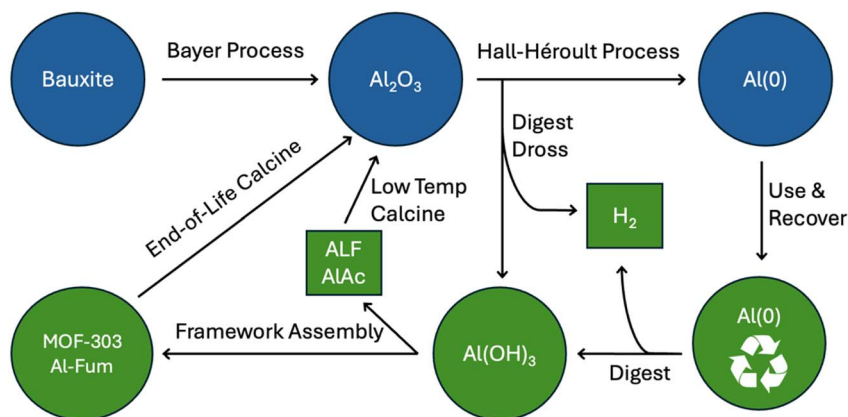 Bayer Process
Hall-Héroult Process
Bauxite
Al₂O₃
Al(0)
Digest
Dross
End-of-Life Calcine
Low Temp
Calcine
Use &
Recover
H₂
ALF
AlAc
MOF-303
Al-Fum
Framework Assembly
Al(OH)₃
Digest
Al(0)